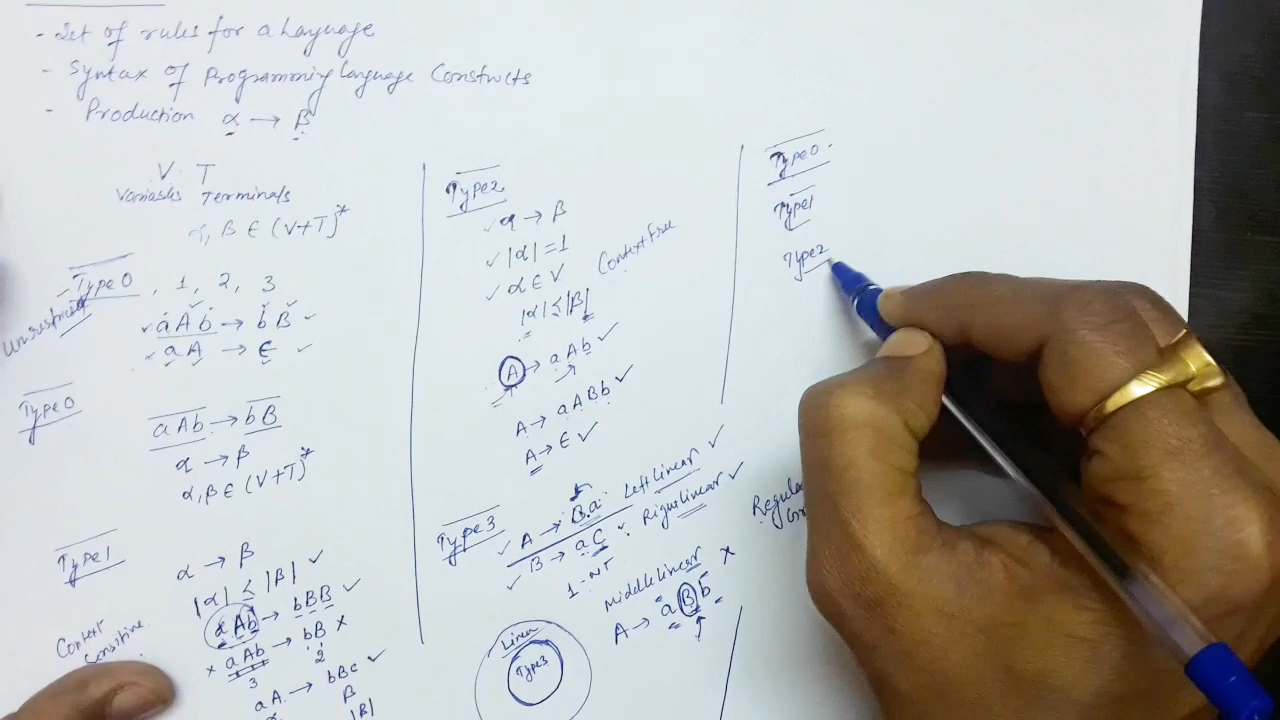 - Set of rules for a Language
- Syntax of Programming Language Constructs
- Production α → β
V T
Variables Terminals
α, β ∈ (V+T)*
Type 0, 1, 2, 3
Unrestricted
✓ aAb → bB ✓
aA → ϵ ✓
Type 0
aAb → bB
α → β
α, β ∈ (V+T)*
Type 1
α → β
|α| ≤ |β| ✓
Context Sensitive
aAb → bBB ✓
x aAb → bB x
3 2
aA → bBc ✓
β
|β|
Type 2
✓ α → β
✓ |α| = 1
✓ α ∈ V
Context Free
|α| ≤ |β|
A → aAb ✓
A → aABb ✓
A → ϵ ✓
Type 3
✓ A → Ba Left Linear ✓
✓ B → aC Right linear ✓
1-NT
Middle linear x
A → aBb
Linear
Type 3
Type 0
Type 1
Type 2